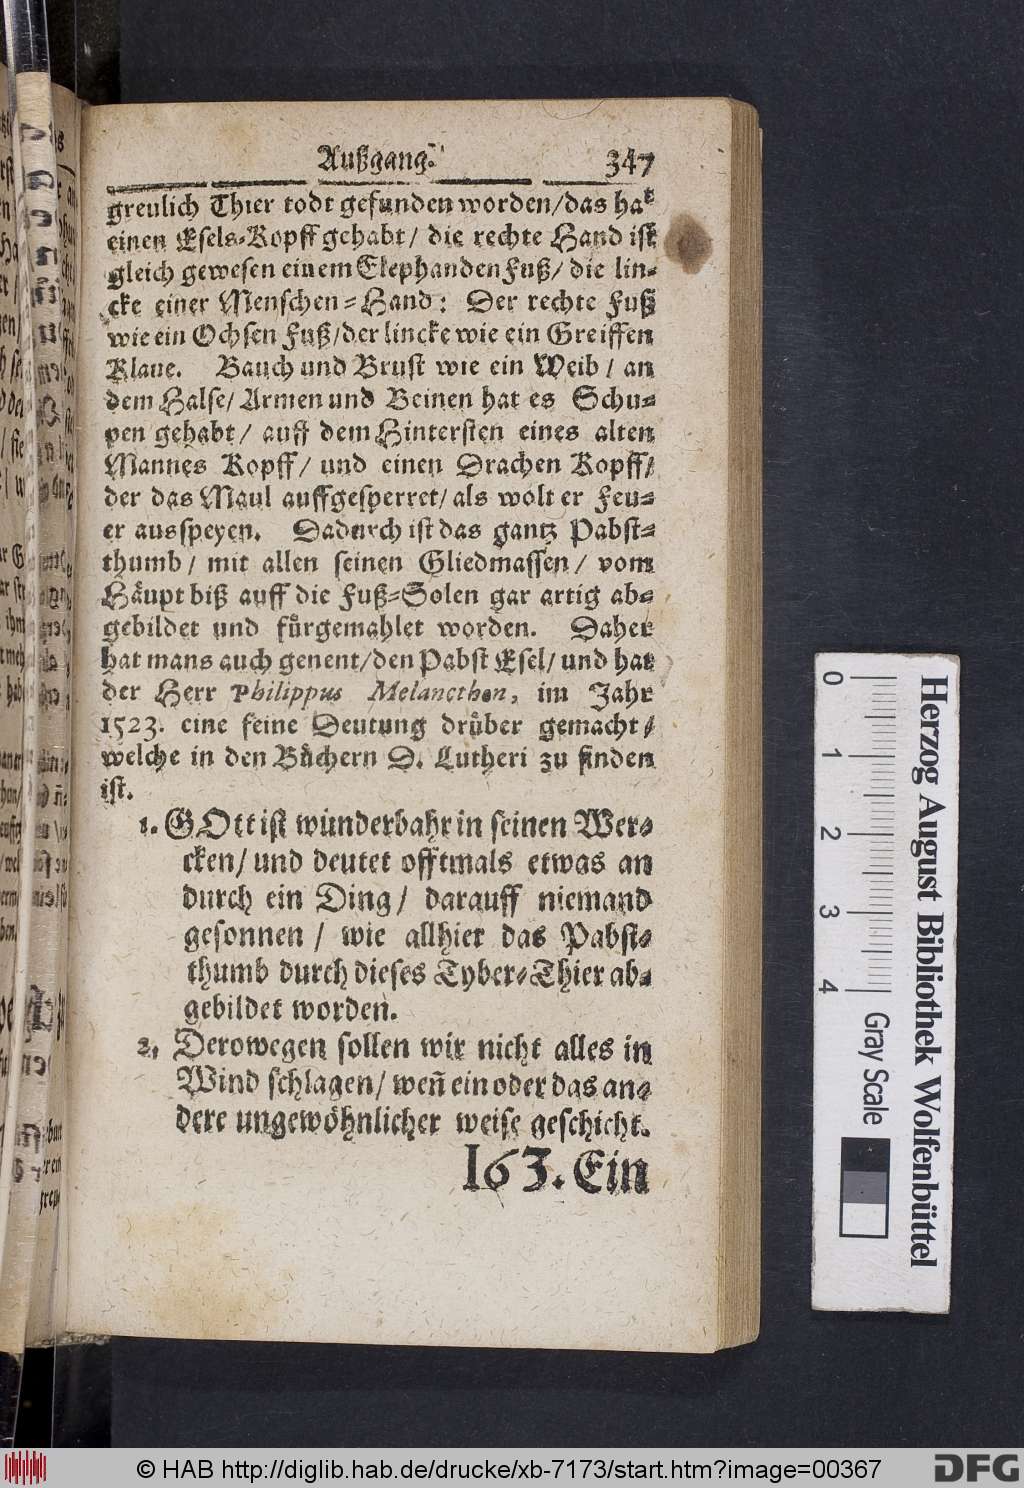 Außgang. 347
greulich Thier todt gefunden worden/das hat
einen Esels-Kopff gehabt/ die rechte Hand ist
gleich gewesen einem Elephanden Fuß/ die lin-
cke einer Menschen-Hand: Der rechte Fuß
wie ein Ochsen Fuß/der lincke wie ein Greiffen
Klaue. Bauch und Brust wie ein Weib/ an
dem Halse/ Armen und Beinen hat es Schu-
pen gehabt/ auff dem Hintersten eines alten
Mannes Kopff/ und einen Drachen Kopff/
der das Maul auffgesperret/als wolt er Feu-
er ausspeyen. Dadurch ist das gantz Pabst-
thumb/ mit allen seinen Gliedmassen/ vom
Häupt biß auff die Fuß-Solen gar artig ab-
gebildet und fürgemahlet worden. Daher
hat mans auch genent/den Pabst Esel/ und hat
der Herr Philippus Melancthon, im Jahr
1523. eine feine Deutung drüber gemacht/
welche in den Büchern D. Lutheri zu finden
ist.
1. GOtt ist wunderbahr in seinen Wer-
cken/ und deutet offtmals etwas an
durch ein Ding/ darauff niemand
gesonnen/ wie allhier das Pabst-
thumb durch dieses Tyber-Thier ab-
gebildet worden.
2. Derowegen sollen wir nicht alles in
Wind schlagen/ weñ ein oder das an-
dere ungewöhnlicher weise geschicht.
163. Ein
Herzog August Bibliothek Wolfenbüttel
0 1 2 3 4 Gray Scale
© HAB http://diglib.hab.de/drucke/xb-7173/start.htm?image=00367
DFG